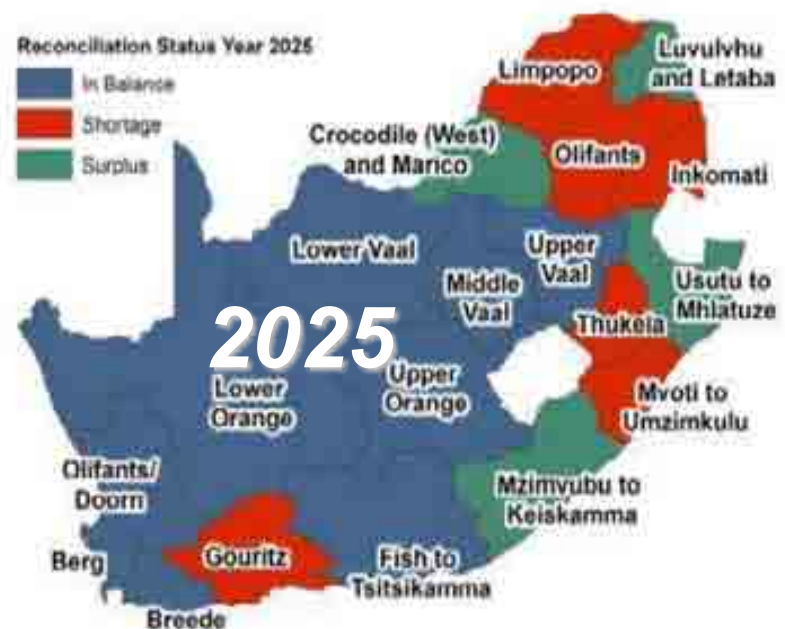 Reconciliation Status Year 2025
In Balance
Shortage
Surplus
Luvulvhu
and Letaba
Limpopo
Crocodile (West)
and Marico
Olifants
Inkomati
Lower Vaal
Upper
Vaal
Middle
Vaal
Usutu to
Mhlatuze
Thukela
2025
Lower
Orange
Upper
Orange
Mvoti to
Umzimkulu
Olifants/
Doorn
Mzimvubu to
Keiskamma
Berg
Gouritz
Fish to
Tsitsikamma
Breede